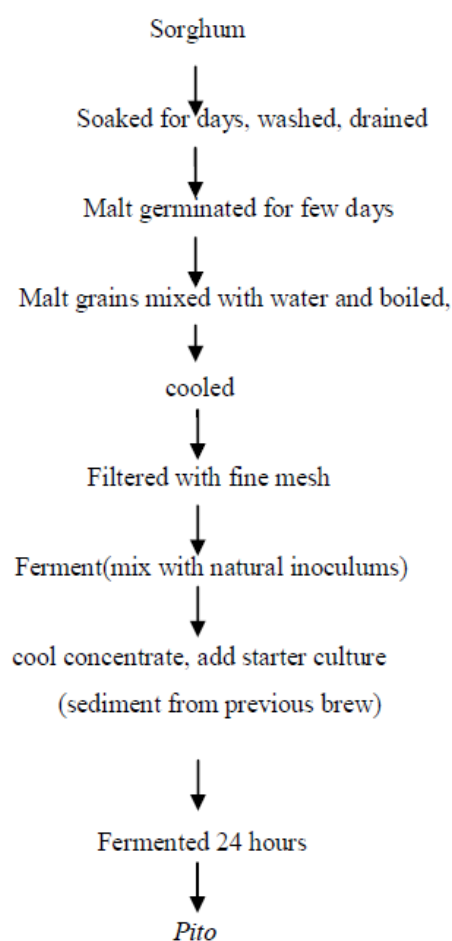 Sorghum
Soaked for days, washed, drained
Malt germinated for few days
Malt grains mixed with water and boiled,
cooled
Filtered with fine mesh
Ferment(mix with natural inoculums)
cool concentrate, add starter culture
(sediment from previous brew)
Fermented 24 hours
Pito